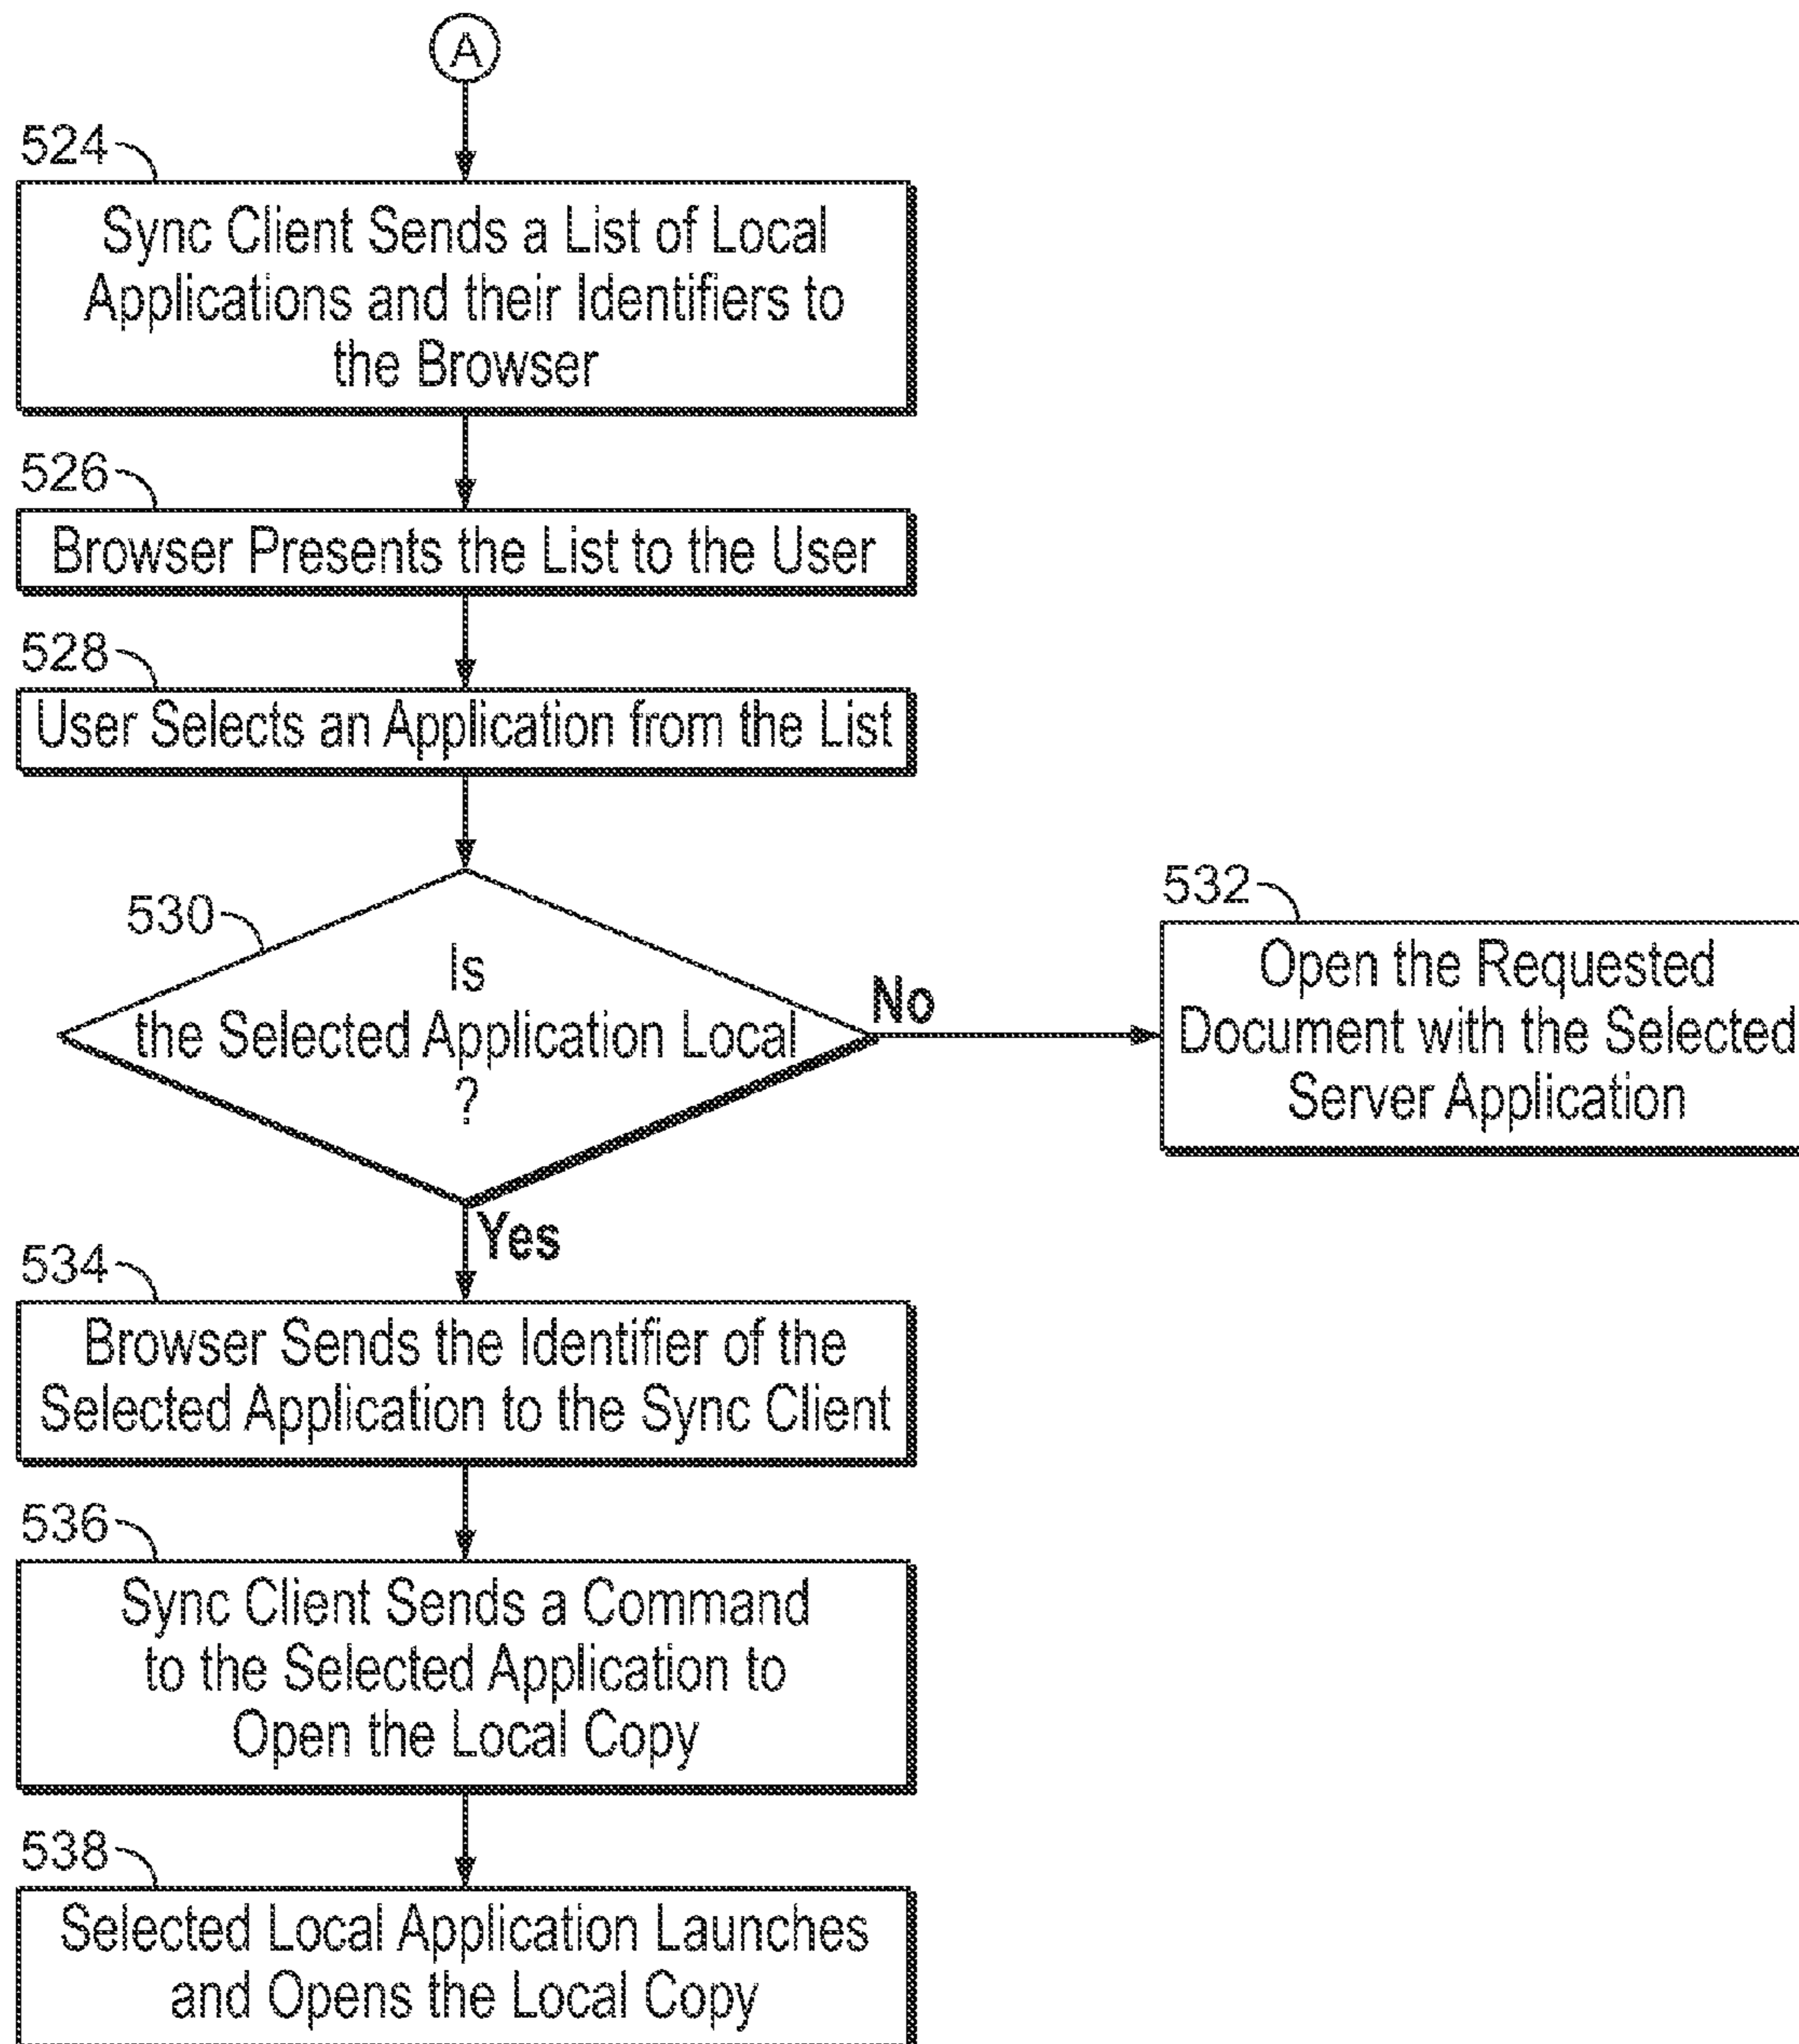 A
524
Sync Client Sends a List of Local
Applications and their Identifiers to
the Browser
526
Browser Presents the List to the User
528
User Selects an Application from the List
530
Is
the Selected Application Local
?
No
532
Open the Requested
Document with the Selected
Server Application
Yes
534
Browser Sends the Identifier of the
Selected Application to the Sync Client
536
Sync Client Sends a Command
to the Selected Application to
Open the Local Copy
538
Selected Local Application Launches
and Opens the Local Copy